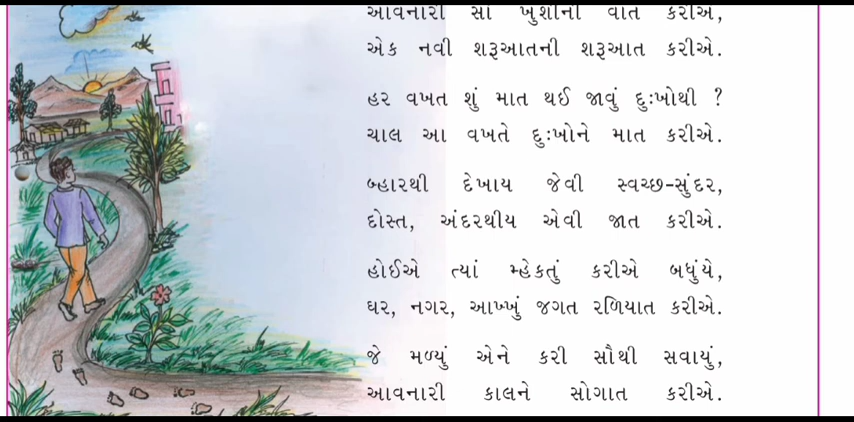 આવનારી સૌ ખુશીની વાત કરીએ,
એક નવી શરૂઆતની શરૂઆત કરીએ.
હર વખત શું માત થઈ જાવું દુઃખોથી ?
ચાલ આ વખતે દુઃખોને માત કરીએ.
બ્હારથી દેખાય જેવી સ્વચ્છ-સુંદર,
દોસ્ત, અંદરથીય એવી જાત કરીએ.
હોઈએ ત્યાં મ્હેકતું કરીએ બધુંયે,
ઘર, નગર, આખ્ખું જગત રળિયાત કરીએ.
જે મળ્યું એને કરી સૌથી સવાયું,
આવનારી કાલને સોગાત કરીએ.